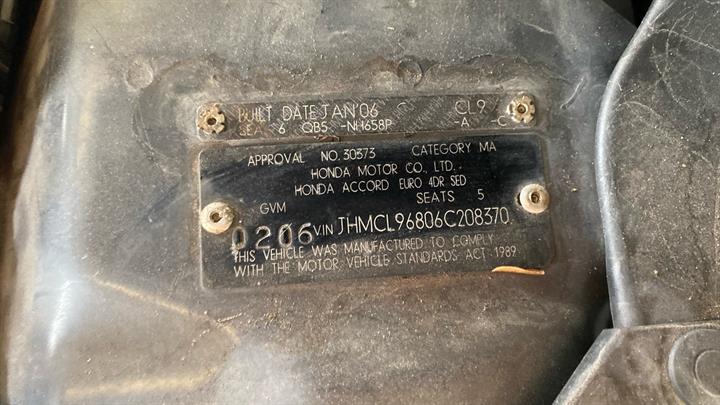 BUILT DATE JAN'06 CL9
SEA 6 QB5 -NH658P -A -C
APPROVAL NO. 30373 CATEGORY MA
HONDA MOTOR CO., LTD.
HONDA ACCORD EURO 4DR SED
GVM SEATS 5
0206 VIN JHMCL96806C208370
THIS VEHICLE WAS MANUFACTURED TO COMPLY
WITH THE MOTOR VEHICLE STANDARDS ACT 1989